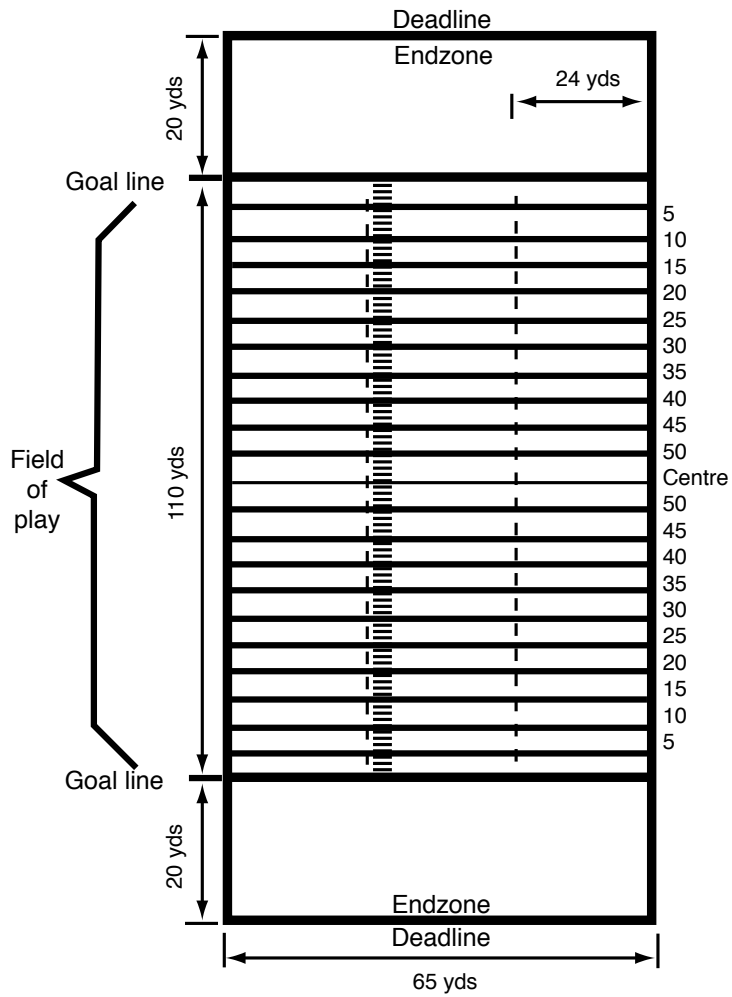 Deadline
Endzone
24 yds
20 yds
Goal line
5
10
15
20
25
30
35
40
45
50
Centre
50
45
40
35
30
25
20
15
10
5
Field
of
play
110 yds
Goal line
20 yds
Endzone
Deadline
65 yds